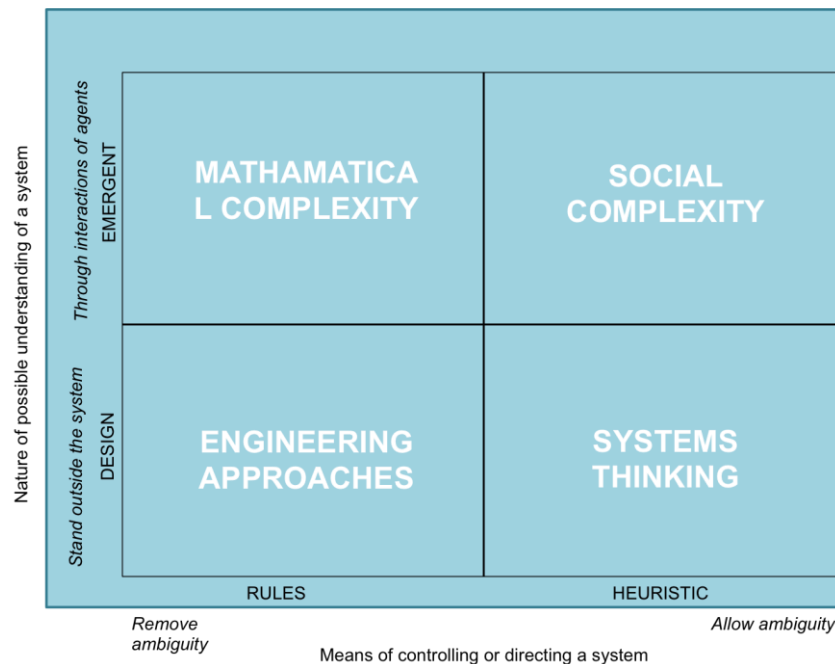 Nature of possible understanding of a system
Through interactions of agents
EMERGENT
MATHAMATICA
L COMPLEXITY
SOCIAL
COMPLEXITY
Stand outside the system
DESIGN
ENGINEERING
APPROACHES
SYSTEMS
THINKING
RULES
HEURISTIC
Remove
ambiguity
Allow ambiguity
Means of controlling or directing a system